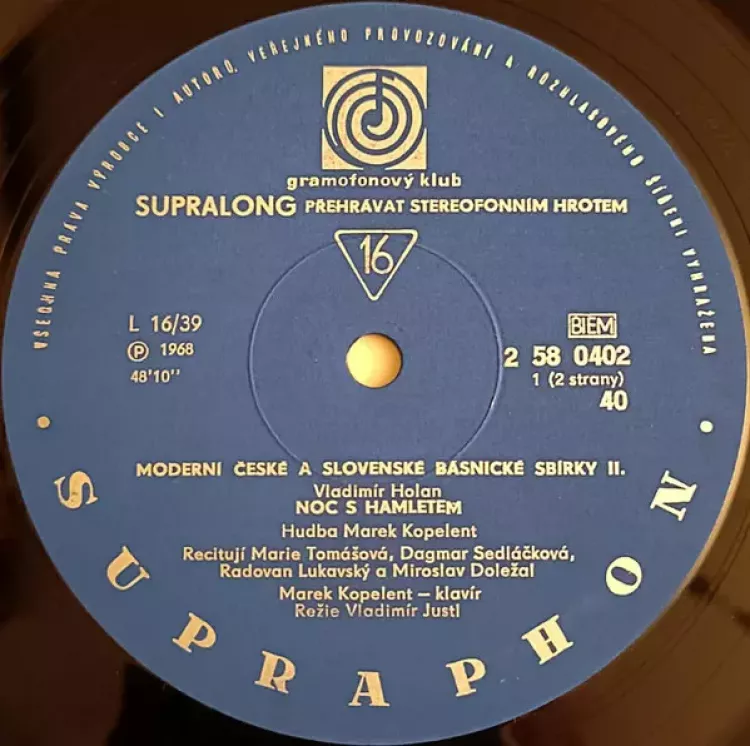 VŠECHNA PRÁVA VÝROBCE I AUTORŮ, VEŘEJNÉHO PROVOZOVÁNÍ A ROZHLASOVÉHO ŠÍŘENÍ VYHRAŽENA
gramofonový klub
SUPRALONG PŘEHRÁVAT STEREOFONNÍM HROTEM
16
L 16/39
BIEM
Ⓟ 1968
2 58 0402
48'10''
1 (2 strany)
40
MODERNÍ ČESKÉ A SLOVENSKÉ BÁSNICKÉ SBÍRKY II.
Vladimír Holan
NOC S HAMLETEM
Hudba Marek Kopelent
Recitují Marie Tomášová, Dagmar Sedláčková,
Radovan Lukavský a Miroslav Doležal
Marek Kopelent – klavír
Režie Vladimír Justl
• SUPRAPHON •